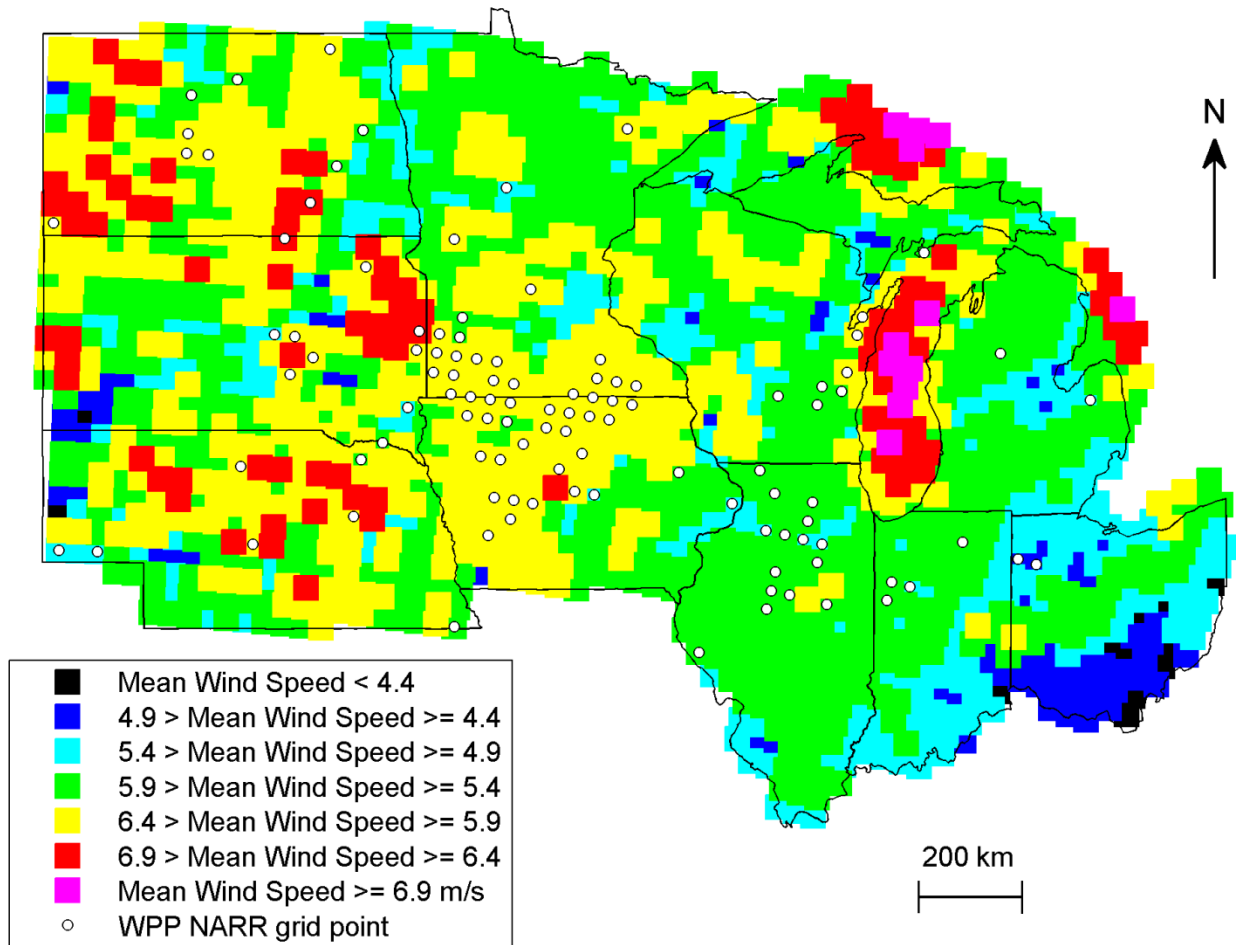 N
Mean Wind Speed < 4.4
4.9 > Mean Wind Speed >= 4.4
5.4 > Mean Wind Speed >= 4.9
5.9 > Mean Wind Speed >= 5.4
6.4 > Mean Wind Speed >= 5.9
6.9 > Mean Wind Speed >= 6.4
Mean Wind Speed >= 6.9 m/s
WPP NARR grid point
200 km